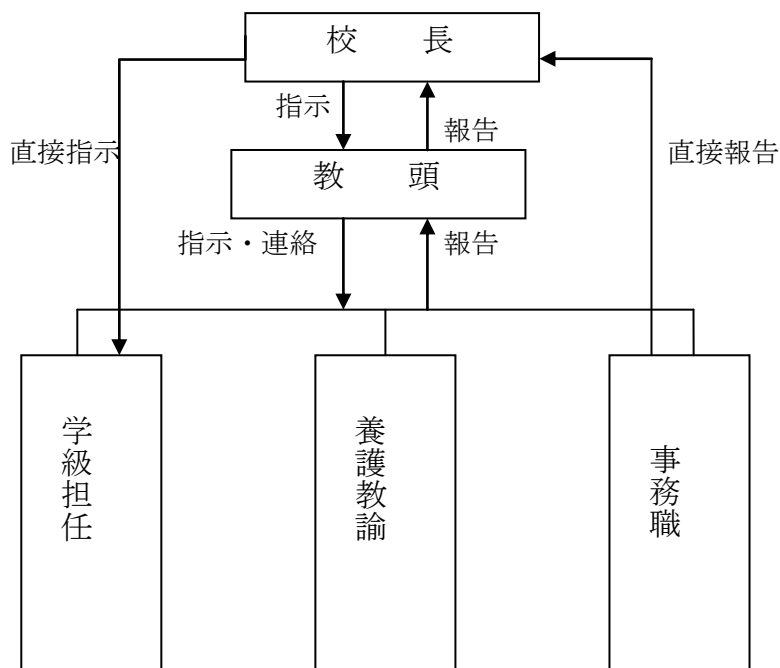 校　　長
指示
報告
直接指示
直接報告
教　　頭
指示・連絡
報告
学級担任
養護教諭
事務職